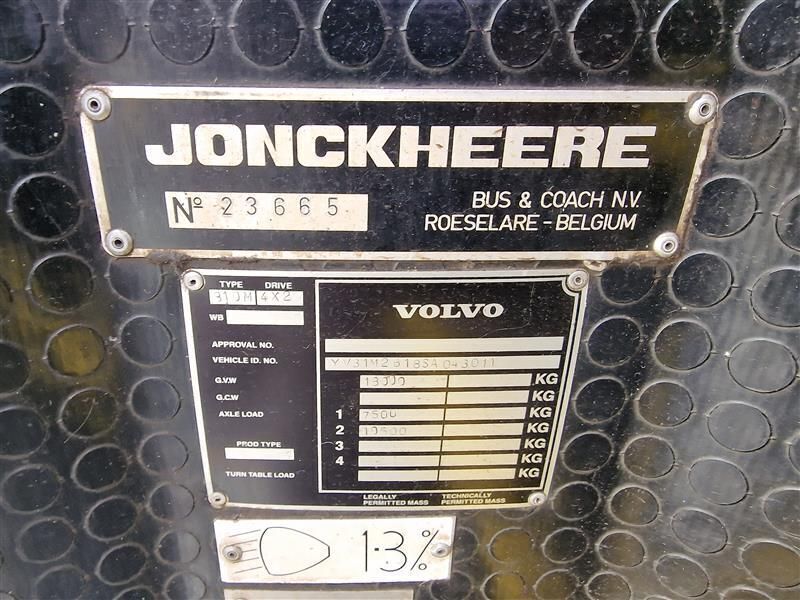 JONCKHEERE
Nº 23665
BUS & COACH N.V.
ROESELARE - BELGIUM
TYPE DRIVE
B10M 4X2
WB
VOLVO
APPROVAL NO.
VEHICLE ID. NO.
G.V.W 18000 KG
G.C.W KG
AXLE LOAD 1 7500 KG
2 10500 KG
3 KG
PROD TYPE
4 KG
TURN TABLE LOAD KG
LEGALLY PERMITTED MASS
TECHNICALLY PERMITTED MASS
1.3%